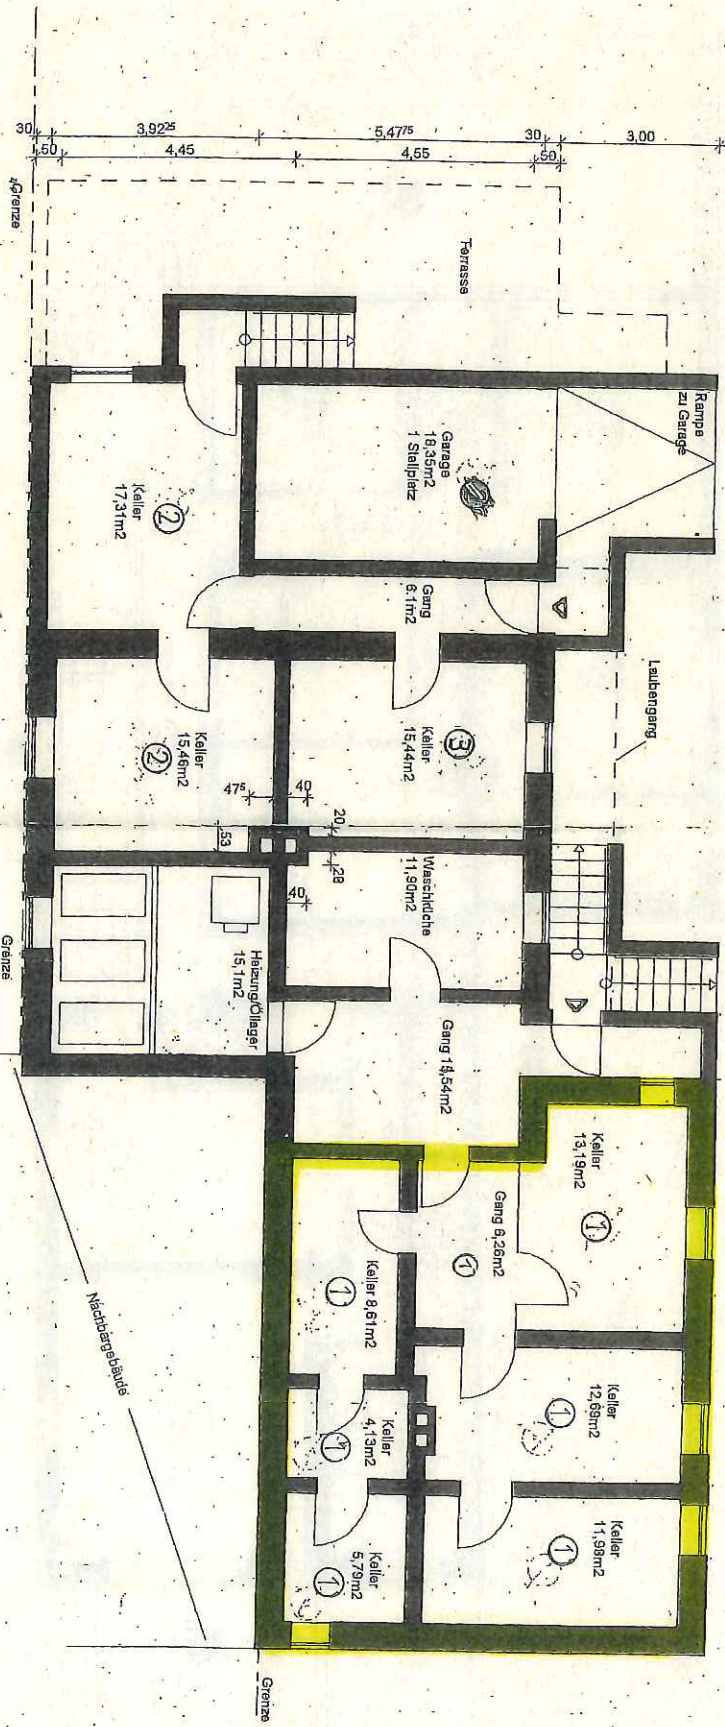 30
3,92²⁵
5,47⁷⁵
30
3,00
50
4,45
4,55
50
Grenze
Terrasse
Rampe
zu Garage
Garage
18,35m2
1 Stellplatz
Keller
17,31m2
2
Gang
6.1m2
Laubengang
Keller
15,46m2
2
Keller
15,44m2
3
47⁵
40
20
53
28
40
Waschküche
11,90m2
Heizung/Öllager
15,1m2
Grenze
Keller
13,19m2
1
Gang 6,26m2
1
Keller 8,61m2
1
Keller
12,69m2
1
Keller
4,13m2
1
Keller
11,98m2
1
Keller
5,79m2
1
Nachbargebäude
Grenze